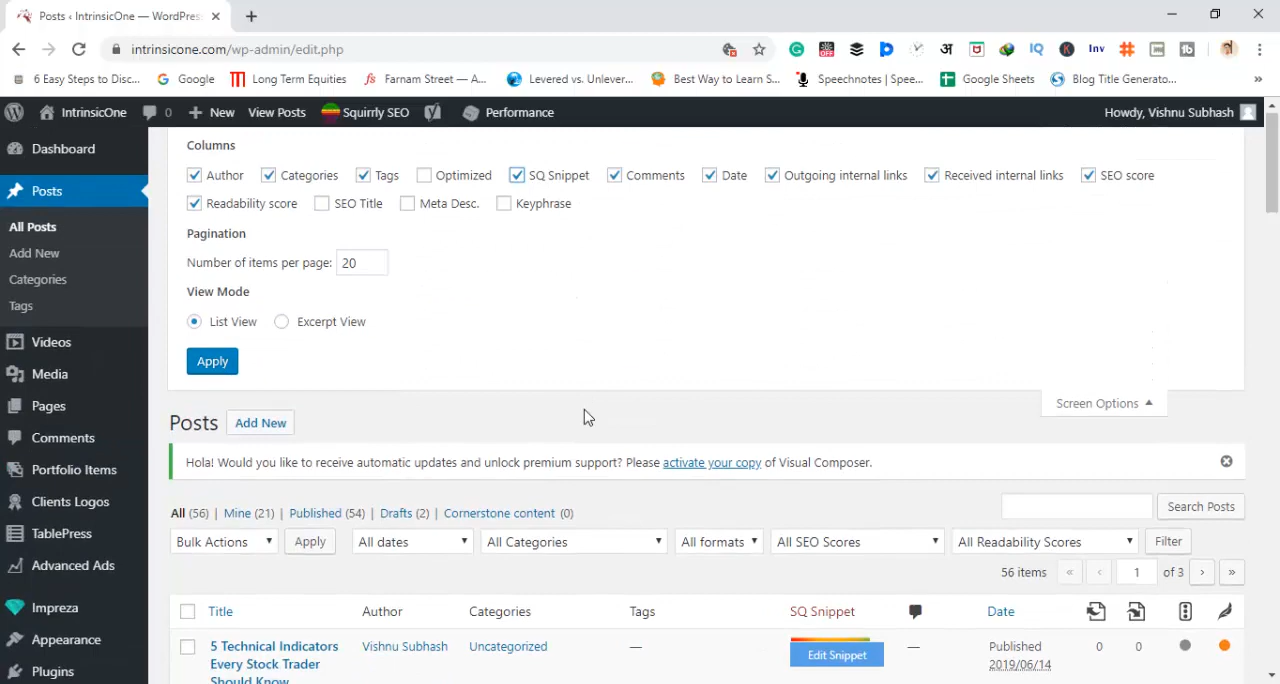 Posts ‹ IntrinsicOne — WordPres
intrinsicone.com/wp-admin/edit.php
OFF
अ
IQ
K
Inv
6 Easy Steps to Disc...
Google
Long Term Equities
Farnam Street — A...
Levered vs. Unlever...
Best Way to Learn S...
Speechnotes | Spee...
Google Sheets
Blog Title Generato...
»
IntrinsicOne
0
New
View Posts
Squirrly SEO
Performance
Howdy, Vishnu Subhash
Dashboard
Posts
All Posts
Add New
Categories
Tags
Videos
Media
Pages
Comments
Portfolio Items
Clients Logos
TablePress
Advanced Ads
Impreza
Appearance
Plugins
Columns
Author Categories Tags Optimized SQ Snippet Comments Date Outgoing internal links Received internal links SEO score
Readability score SEO Title Meta Desc. Keyphrase
Pagination
Number of items per page: 20
View Mode
List View Excerpt View
Apply
Screen Options
Posts Add New
Hola! Would you like to receive automatic updates and unlock premium support? Please activate your copy of Visual Composer.
All (56) | Mine (21) | Published (54) | Drafts (2) | Cornerstone content (0)
Search Posts
Bulk Actions Apply All dates All Categories All formats All SEO Scores All Readability Scores Filter
56 items « ‹ 1 of 3 › »
Title Author Categories Tags SQ Snippet Date
5 Technical Indicators Every Stock Trader Should Know
Vishnu Subhash
Uncategorized
—
Edit Snippet
—
Published
2019/06/14
0
0